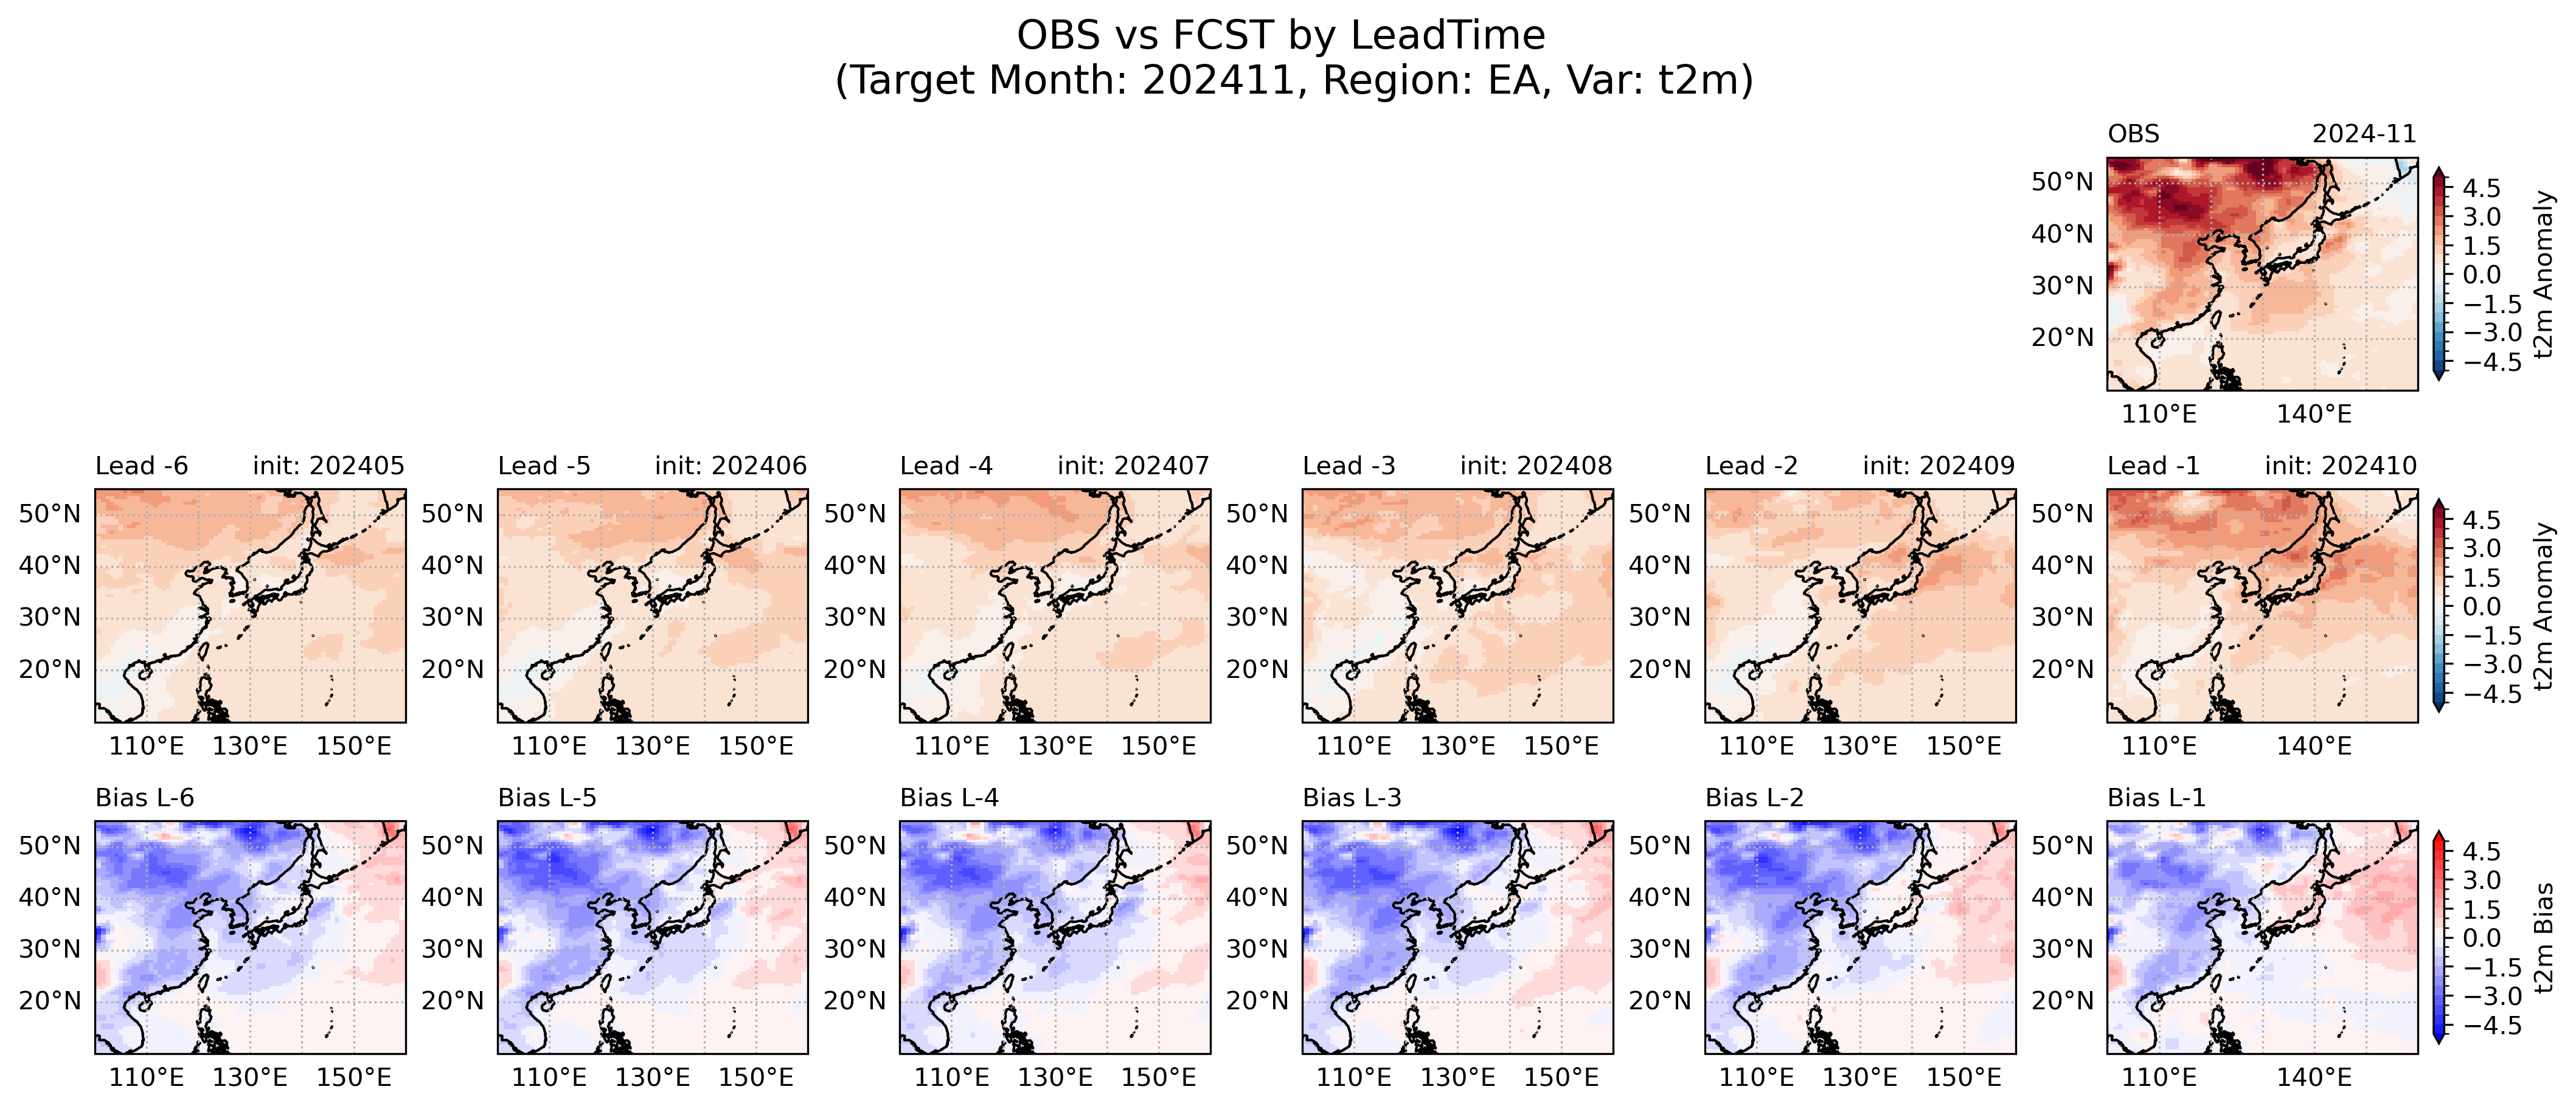 OBS vs FCST by LeadTime
(Target Month: 202411, Region: EA, Var: t2m)
OBS 2024-11
50°N
40°N
30°N
20°N
110°E 140°E
4.5
3.0
1.5
0.0
−1.5
−3.0
−4.5
t2m Anomaly
Lead -6 init: 202405
50°N
40°N
30°N
20°N
110°E 130°E 150°E
Lead -5 init: 202406
50°N
40°N
30°N
20°N
110°E 130°E 150°E
Lead -4 init: 202407
50°N
40°N
30°N
20°N
110°E 130°E 150°E
Lead -3 init: 202408
50°N
40°N
30°N
20°N
110°E 130°E 150°E
Lead -2 init: 202409
50°N
40°N
30°N
20°N
110°E 130°E 150°E
Lead -1 init: 202410
50°N
40°N
30°N
20°N
110°E 140°E
4.5
3.0
1.5
0.0
−1.5
−3.0
−4.5
t2m Anomaly
Bias L-6
50°N
40°N
30°N
20°N
110°E 130°E 150°E
Bias L-5
50°N
40°N
30°N
20°N
110°E 130°E 150°E
Bias L-4
50°N
40°N
30°N
20°N
110°E 130°E 150°E
Bias L-3
50°N
40°N
30°N
20°N
110°E 130°E 150°E
Bias L-2
50°N
40°N
30°N
20°N
110°E 130°E 150°E
Bias L-1
50°N
40°N
30°N
20°N
110°E 140°E
4.5
3.0
1.5
0.0
−1.5
−3.0
−4.5
t2m Bias